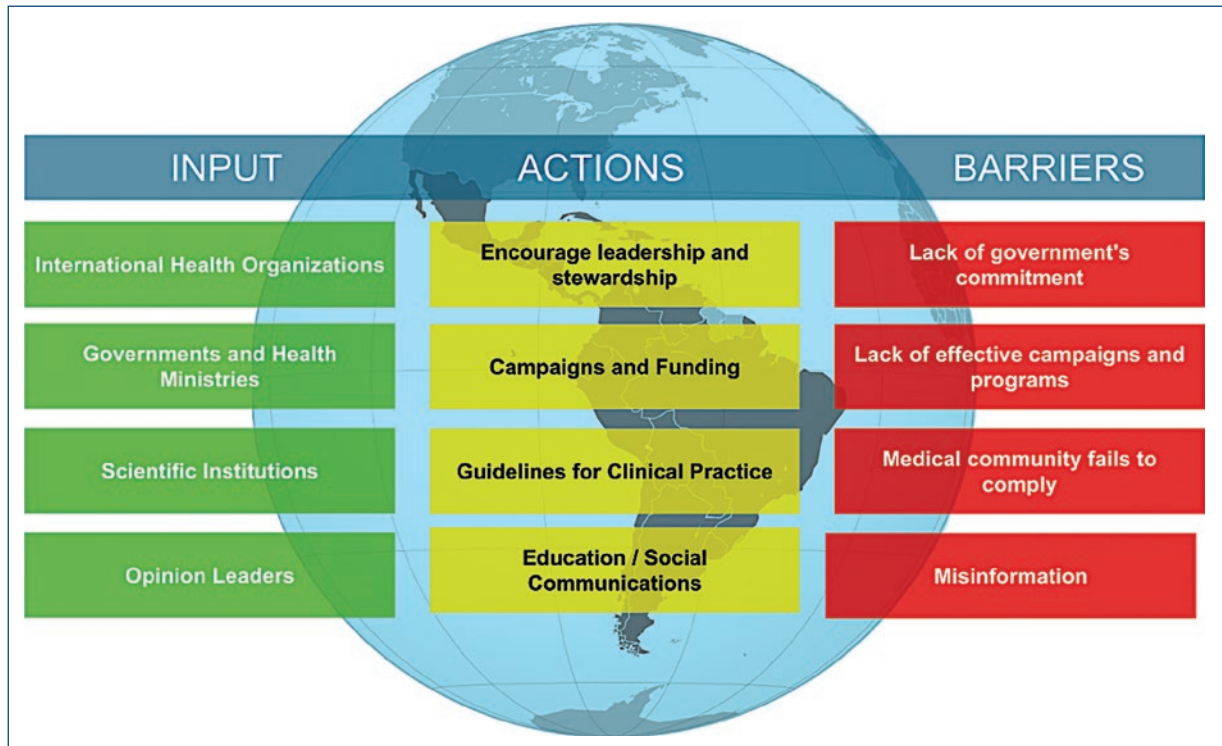 INPUT
ACTIONS
BARRIERS
International Health Organizations
Encourage leadership and
stewardship
Lack of government's
commitment
Governments and Health
Ministries
Campaigns and Funding
Lack of effective campaigns and
programs
Scientific Institutions
Guidelines for Clinical Practice
Medical community fails to
comply
Opinion Leaders
Education / Social
Communications
Misinformation